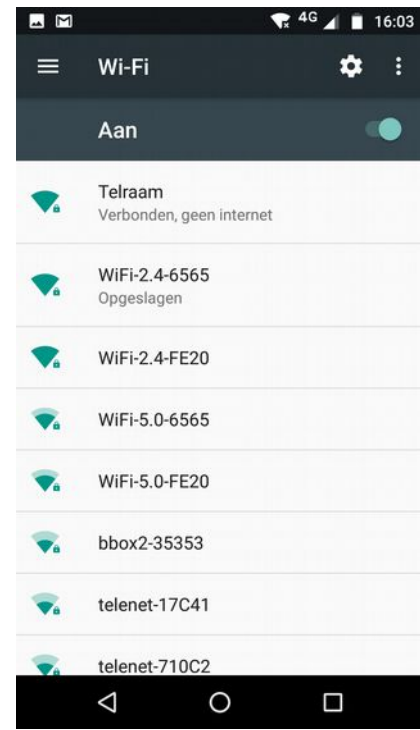 4G 16:03
Wi-Fi
Aan
Telraam
Verbonden, geen internet
WiFi-2.4-6565
Opgeslagen
WiFi-2.4-FE20
WiFi-5.0-6565
WiFi-5.0-FE20
bbox2-35353
telenet-17C41
telenet-710C2